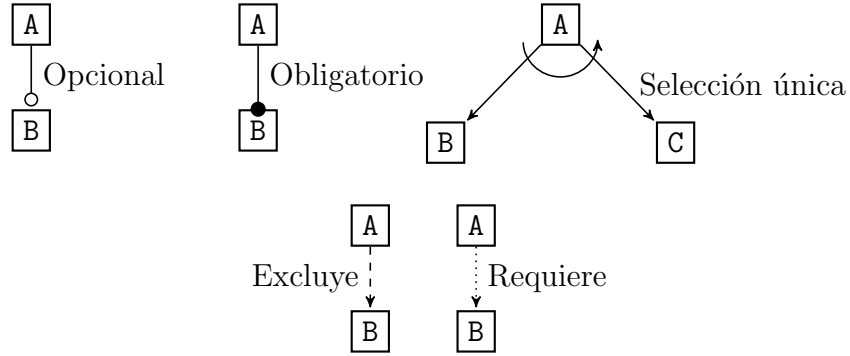 A A A
Opcional Obligatorio Selección única
B B B C
A A
Excluye Requiere
B B